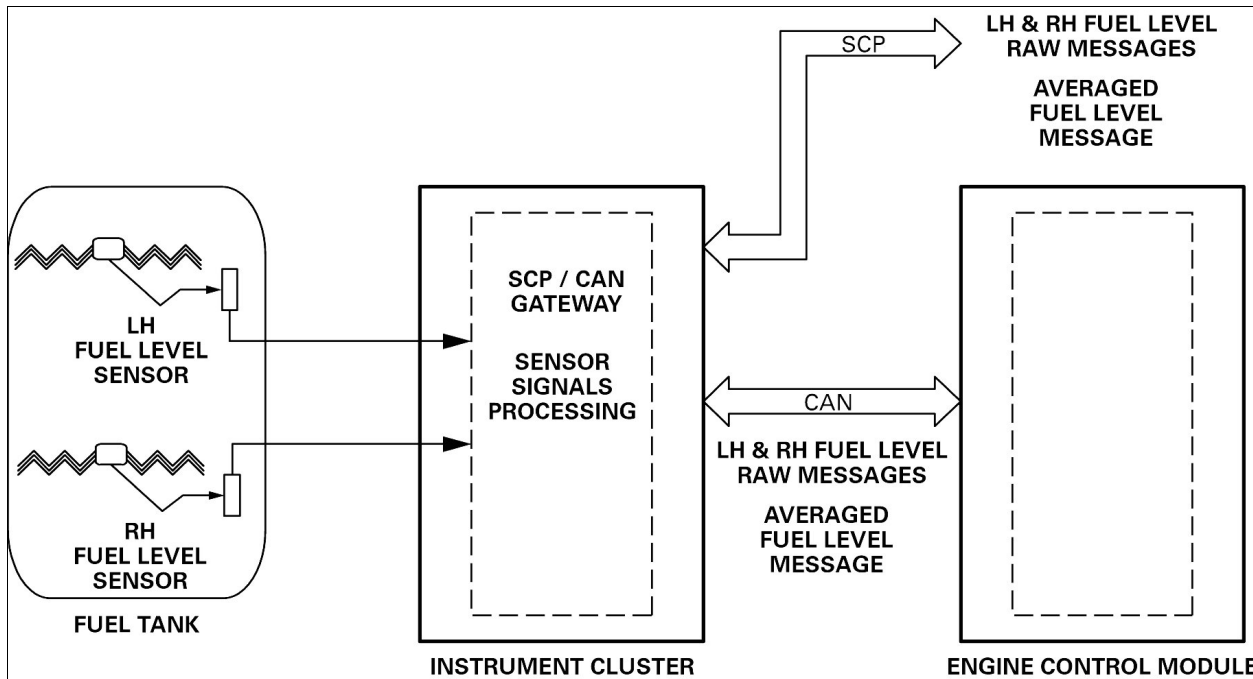 SCP
LH & RH FUEL LEVEL
RAW MESSAGES
AVERAGED
FUEL LEVEL
MESSAGE
LH
FUEL LEVEL
SENSOR
RH
FUEL LEVEL
SENSOR
FUEL TANK
SCP / CAN
GATEWAY
SENSOR
SIGNALS
PROCESSING
INSTRUMENT CLUSTER
CAN
LH & RH FUEL LEVEL
RAW MESSAGES
AVERAGED
FUEL LEVEL
MESSAGE
ENGINE CONTROL MODULE